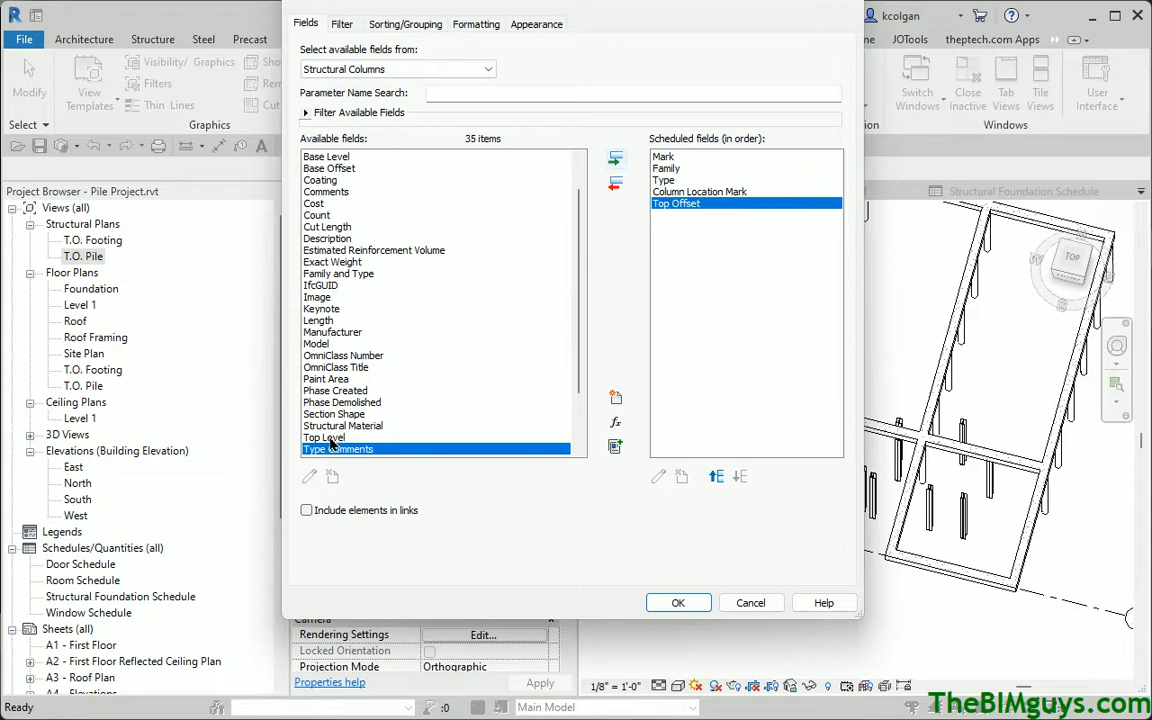 kcolgan
File Architecture Structure Steel Precast
JOTools theptech.com Apps
Modify
View Templates
Visibility/ Graphics
Filters
Thin Lines
Sho
Ren
Cut
Switch Windows
Close Inactive
Tab Views
Tile Views
User Interface
Select
Graphics
Windows
Fields Filter Sorting/Grouping Formatting Appearance
Select available fields from:
Structural Columns
Parameter Name Search:
Filter Available Fields
Available fields: 35 items
Base Level
Base Offset
Coating
Comments
Cost
Count
Cut Length
Description
Estimated Reinforcement Volume
Exact Weight
Family and Type
IfcGUID
Image
Keynote
Length
Manufacturer
Model
OmniClass Number
OmniClass Title
Paint Area
Phase Created
Phase Demolished
Section Shape
Structural Material
Top Level
Type Comments
Scheduled fields (in order):
Mark
Family
Type
Column Location Mark
Top Offset
Include elements in links
OK Cancel Help
Project Browser - Pile Project.rvt
Views (all)
Structural Plans
T.O. Footing
T.O. Pile
Floor Plans
Foundation
Level 1
Roof
Roof Framing
Site Plan
T.O. Footing
T.O. Pile
Ceiling Plans
Level 1
3D Views
Elevations (Building Elevation)
East
North
South
West
Legends
Schedules/Quantities (all)
Door Schedule
Room Schedule
Structural Foundation Schedule
Window Schedule
Sheets (all)
A1 - First Floor
A2 - First Floor Reflected Ceiling Plan
A3 - Roof Plan
A4 - Elevations
Structural Foundation Schedule
TOP
Camera
Rendering Settings Edit...
Locked Orientation
Projection Mode Orthographic
Properties help Apply
1/8" = 1'-0"
Ready
:0
Main Model
TheBIMguys.com